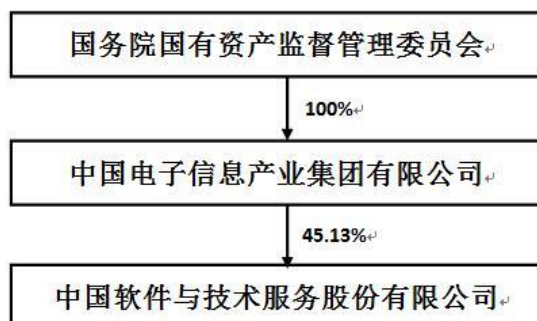 国务院国有资产监督管理委员会
100%
中国电子信息产业集团有限公司
45.13%
中国软件与技术服务股份有限公司